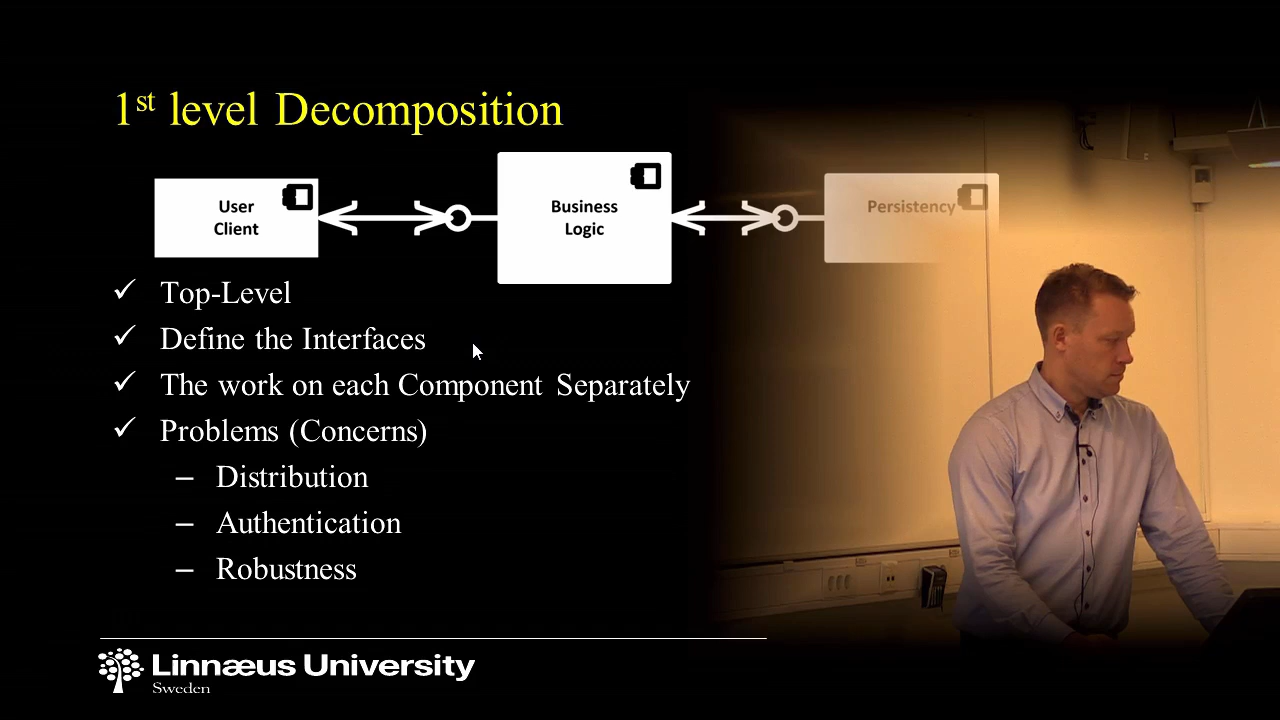 1st level Decomposition
User
Client
Business
Logic
Persistency
Top-Level
Define the Interfaces
The work on each Component Separately
Problems (Concerns)
– Distribution
– Authentication
– Robustness
Linnæus University
Sweden